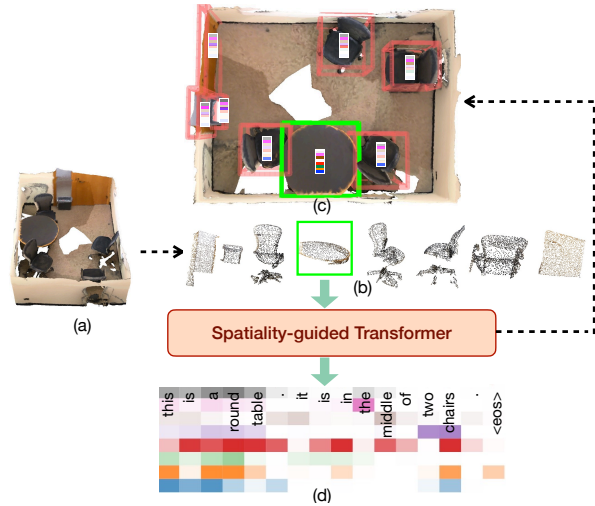 (c)
(a)
(b)
Spatiality-guided Transformer
this is a round table . it is in the middle of two chairs . <eos>
(d)